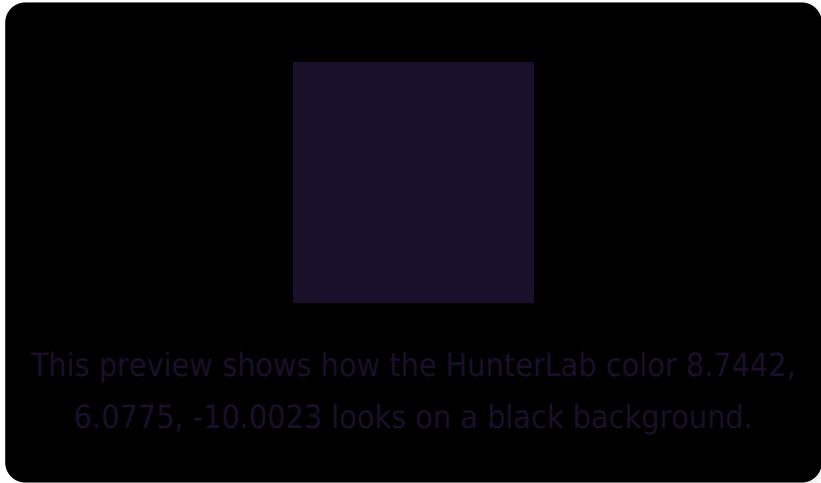 This preview shows how the HunterLab color 8.7442,
6.0775, -10.0023 looks on a black background.